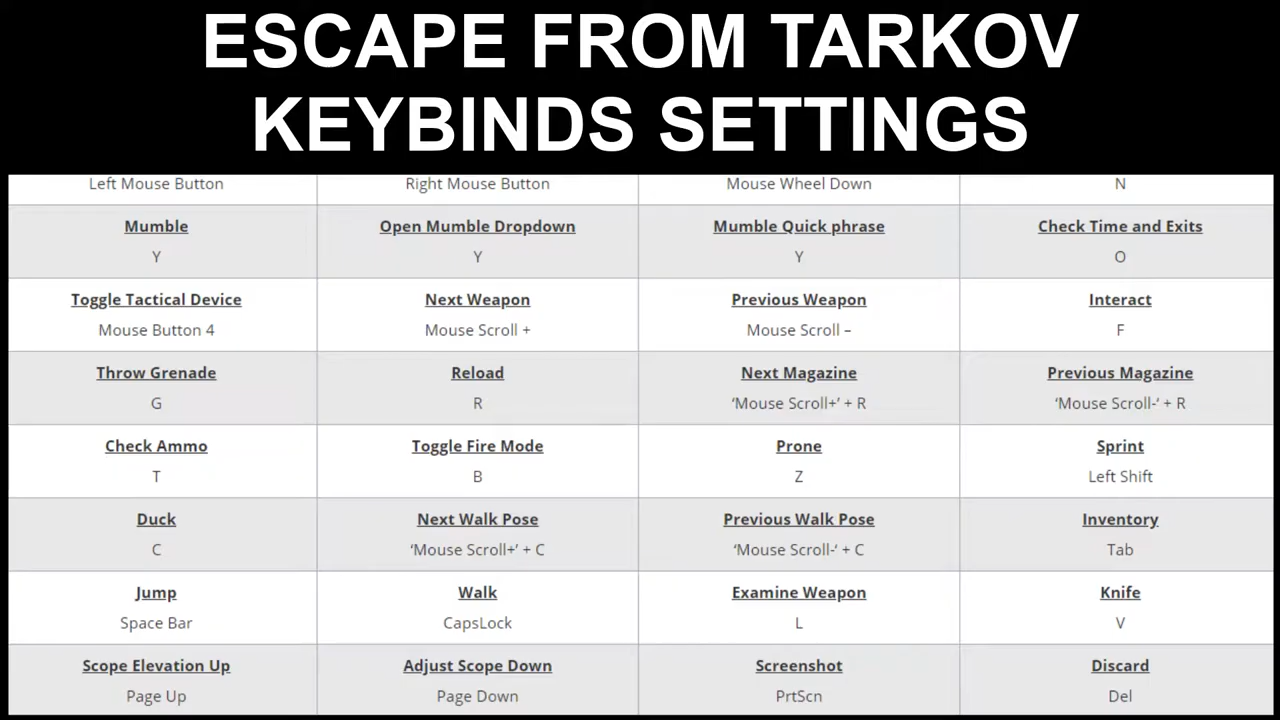 ESCAPE FROM TARKOV
KEYBINDS SETTINGS
Left Mouse Button Right Mouse Button Mouse Wheel Down N
Mumble Open Mumble Dropdown Mumble Quick phrase Check Time and Exits
Y Y Y O
Toggle Tactical Device Next Weapon Previous Weapon Interact
Mouse Button 4 Mouse Scroll + Mouse Scroll – F
Throw Grenade Reload Next Magazine Previous Magazine
G R ‘Mouse Scroll+’ + R ‘Mouse Scroll-‘ + R
Check Ammo Toggle Fire Mode Prone Sprint
T B Z Left Shift
Duck Next Walk Pose Previous Walk Pose Inventory
C ‘Mouse Scroll+’ + C ‘Mouse Scroll-‘ + C Tab
Jump Walk Examine Weapon Knife
Space Bar CapsLock L V
Scope Elevation Up Adjust Scope Down Screenshot Discard
Page Up Page Down PrtScn Del